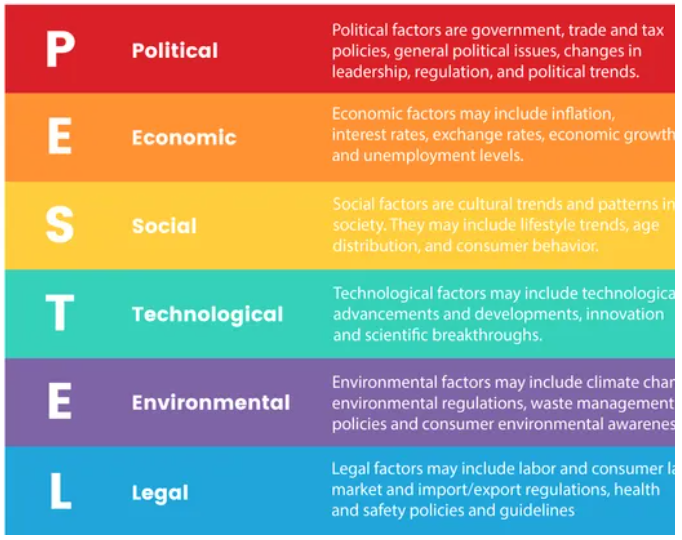 P
Political
Political factors are government, trade and tax
policies, general political issues, changes in
leadership, regulation, and political trends.
E
Economic
Economic factors may include inflation,
interest rates, exchange rates, economic growth
and unemployment levels.
S
Social
Social factors are cultural trends and patterns in
society. They may include lifestyle trends, age
distribution, and consumer behavior.
T
Technological
Technological factors may include technologica
advancements and developments, innovation
and scientific breakthroughs.
E
Environmental
Environmental factors may include climate chan
environmental regulations, waste management
policies and consumer environmental awarenes
L
Legal
Legal factors may include labor and consumer la
market and import/export regulations, health
and safety policies and guidelines